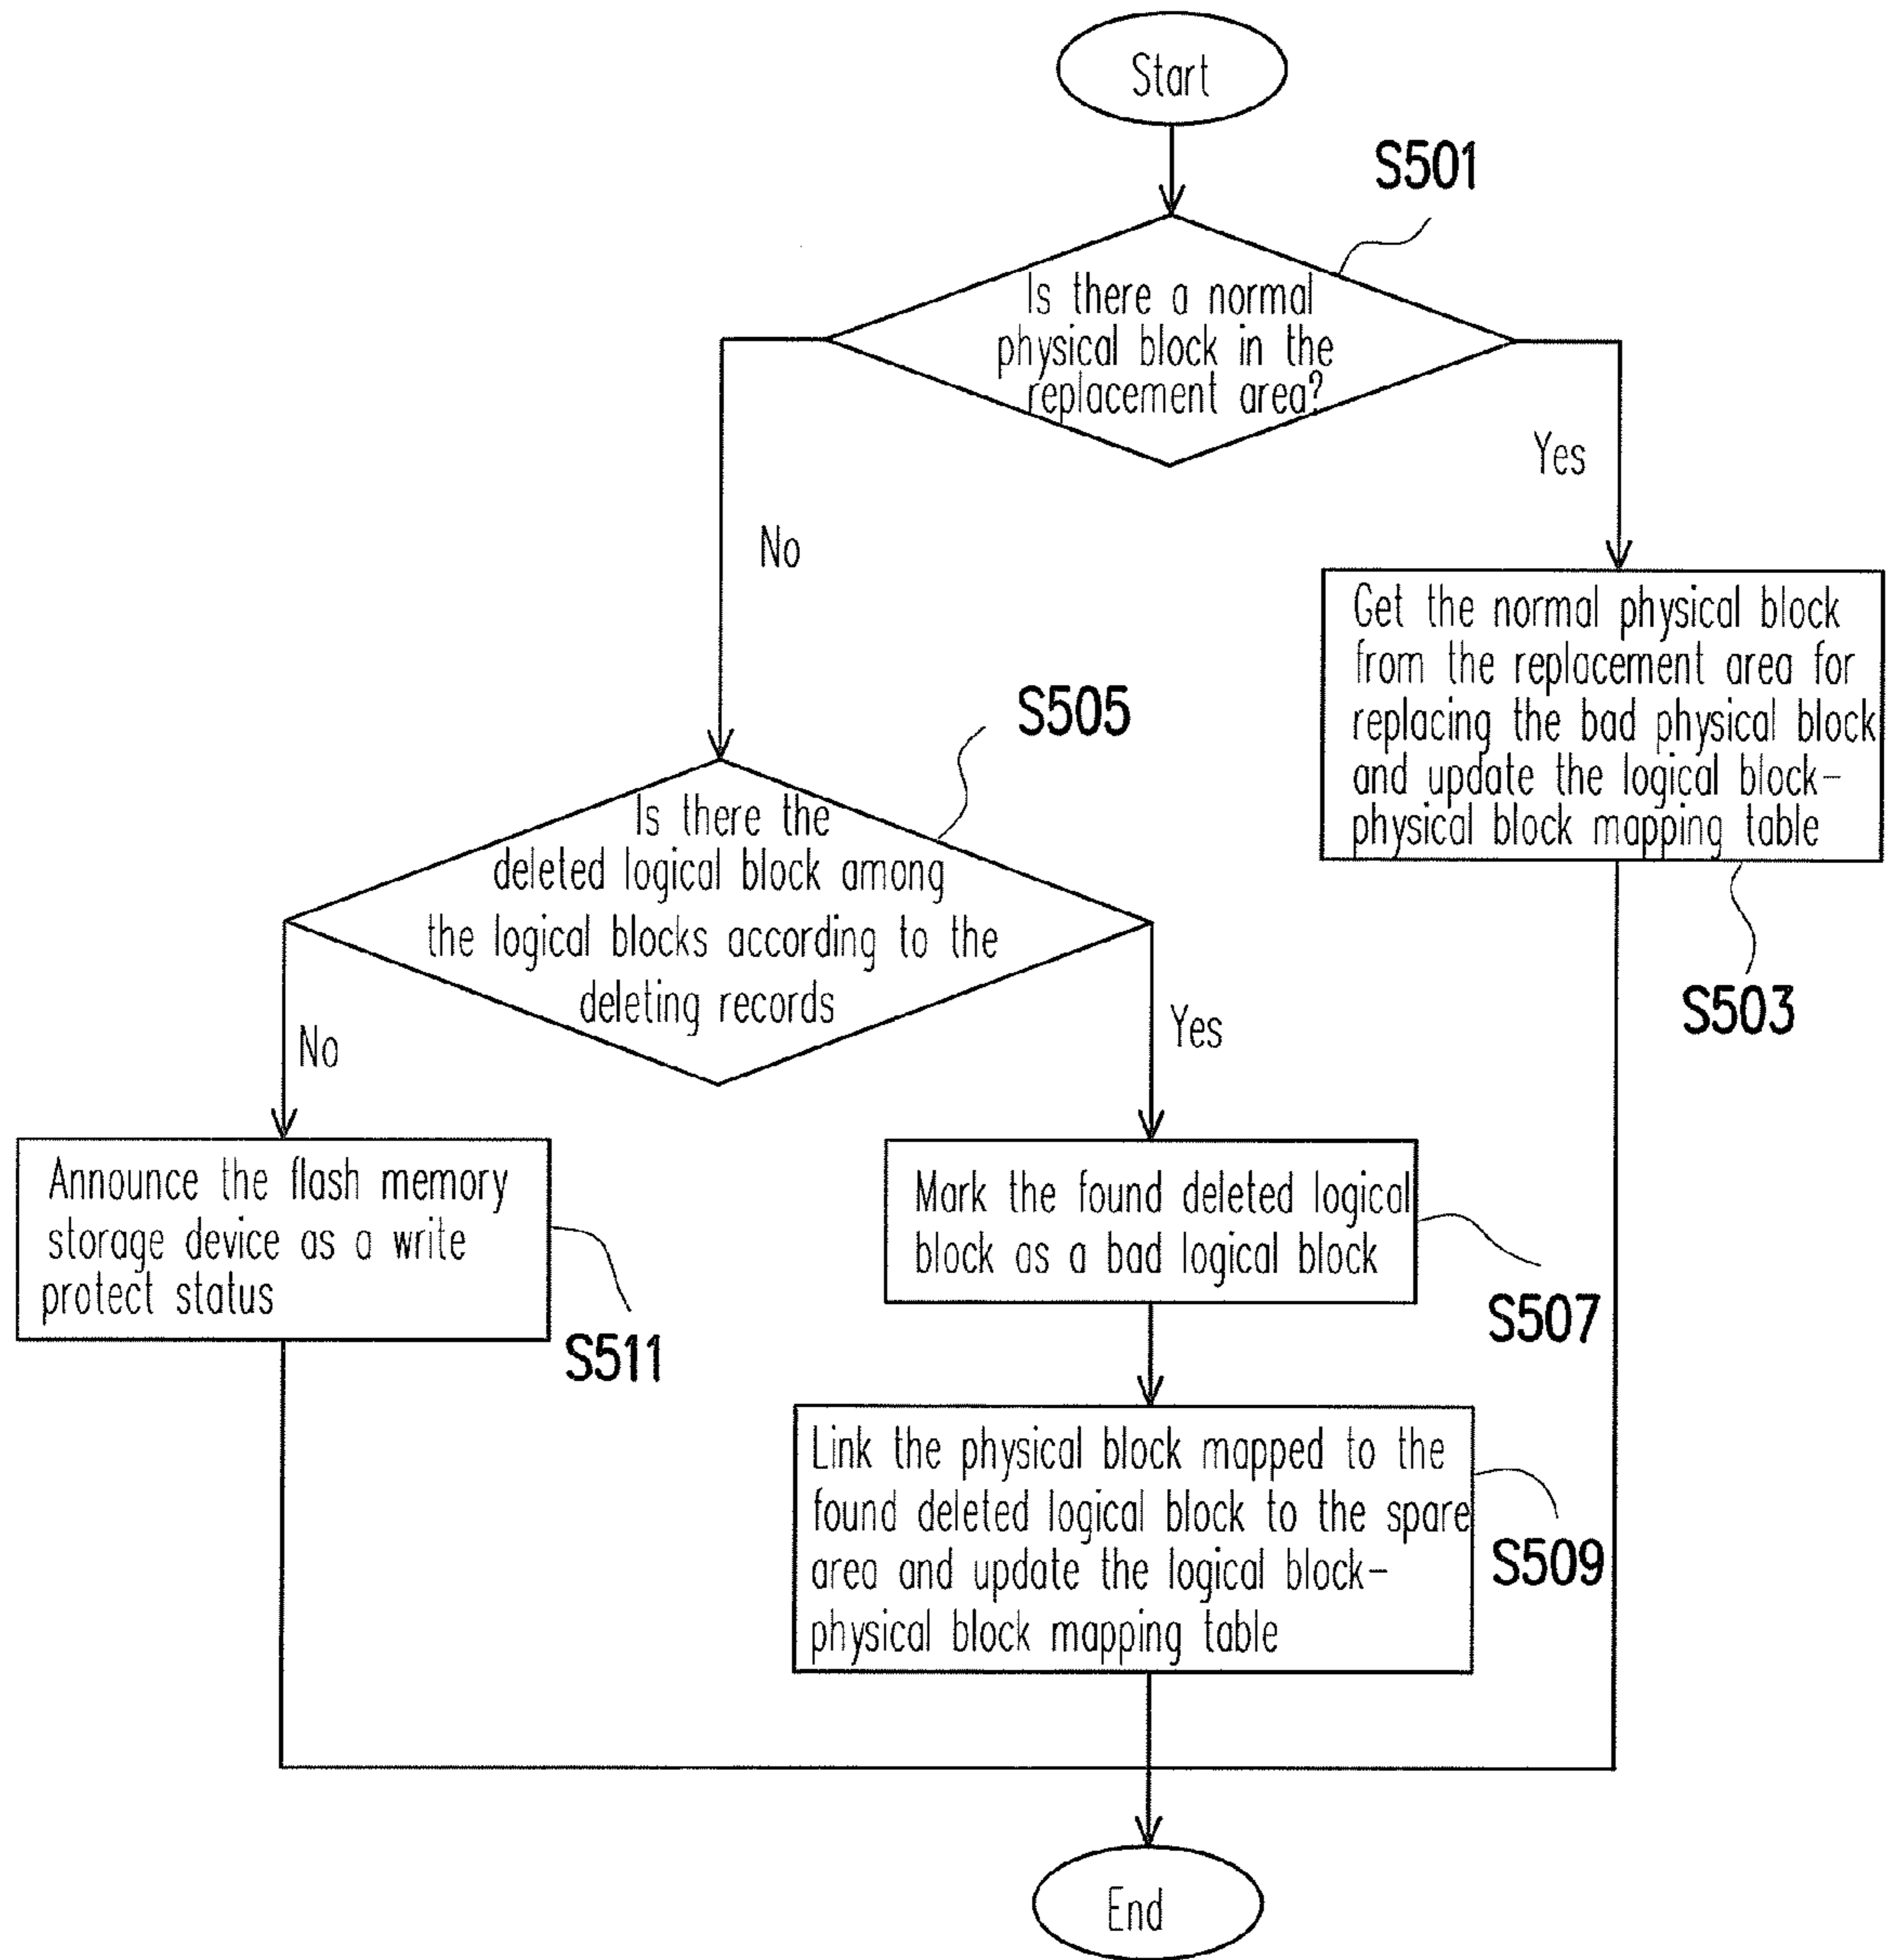 Start
S501
Is there a normal
physical block in the
replacement area?
Yes
No
Get the normal physical block
from the replacement area for
replacing the bad physical block
and update the logical block-
physical block mapping table
S503
S505
Is there the
deleted logical block among
the logical blocks according to the
deleting records
No
Yes
Announce the flash memory
storage device as a write
protect status
S511
Mark the found deleted logical
block as a bad logical block
S507
Link the physical block mapped to the
found deleted logical block to the spare
area and update the logical block-
physical block mapping table
S509
End